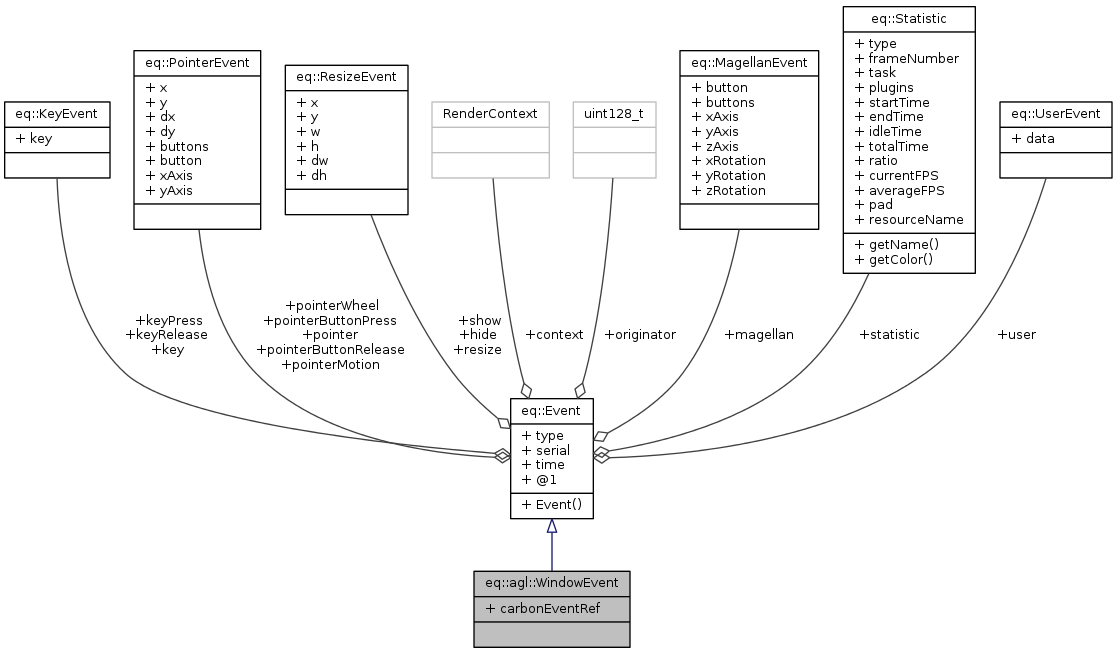 eq::KeyEvent
+ key
eq::PointerEvent
+ x
+ y
+ dx
+ dy
+ buttons
+ button
+ xAxis
+ yAxis
eq::ResizeEvent
+ x
+ y
+ w
+ h
+ dw
+ dh
RenderContext
uint128_t
eq::MagellanEvent
+ button
+ buttons
+ xAxis
+ yAxis
+ zAxis
+ xRotation
+ yRotation
+ zRotation
eq::Statistic
+ type
+ frameNumber
+ task
+ plugins
+ startTime
+ endTime
+ idleTime
+ totalTime
+ ratio
+ currentFPS
+ averageFPS
+ pad
+ resourceName
+ getName()
+ getColor()
eq::UserEvent
+ data
+keyPress
+keyRelease
+key
+pointerWheel
+pointerButtonPress
+pointer
+pointerButtonRelease
+pointerMotion
+show
+hide
+resize
+context
+originator
+magellan
+statistic
+user
eq::Event
+ type
+ serial
+ time
+ @1
+ Event()
eq::agl::WindowEvent
+ carbonEventRef